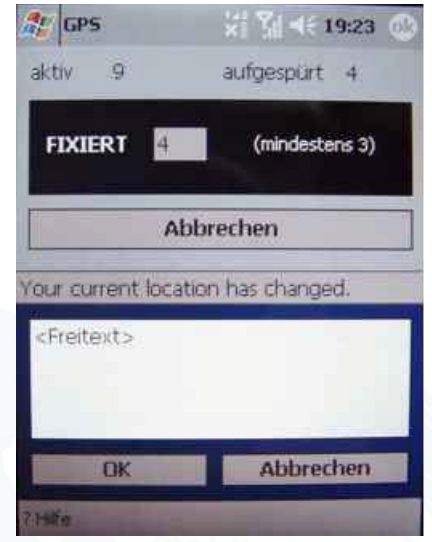 GPS 19:23 ok
aktiv 9 aufgespürt 4
FIXIERT 4 (mindestens 3)
Abbrechen
Your current location has changed.
<Freitext>
OK Abbrechen
? Hilfe